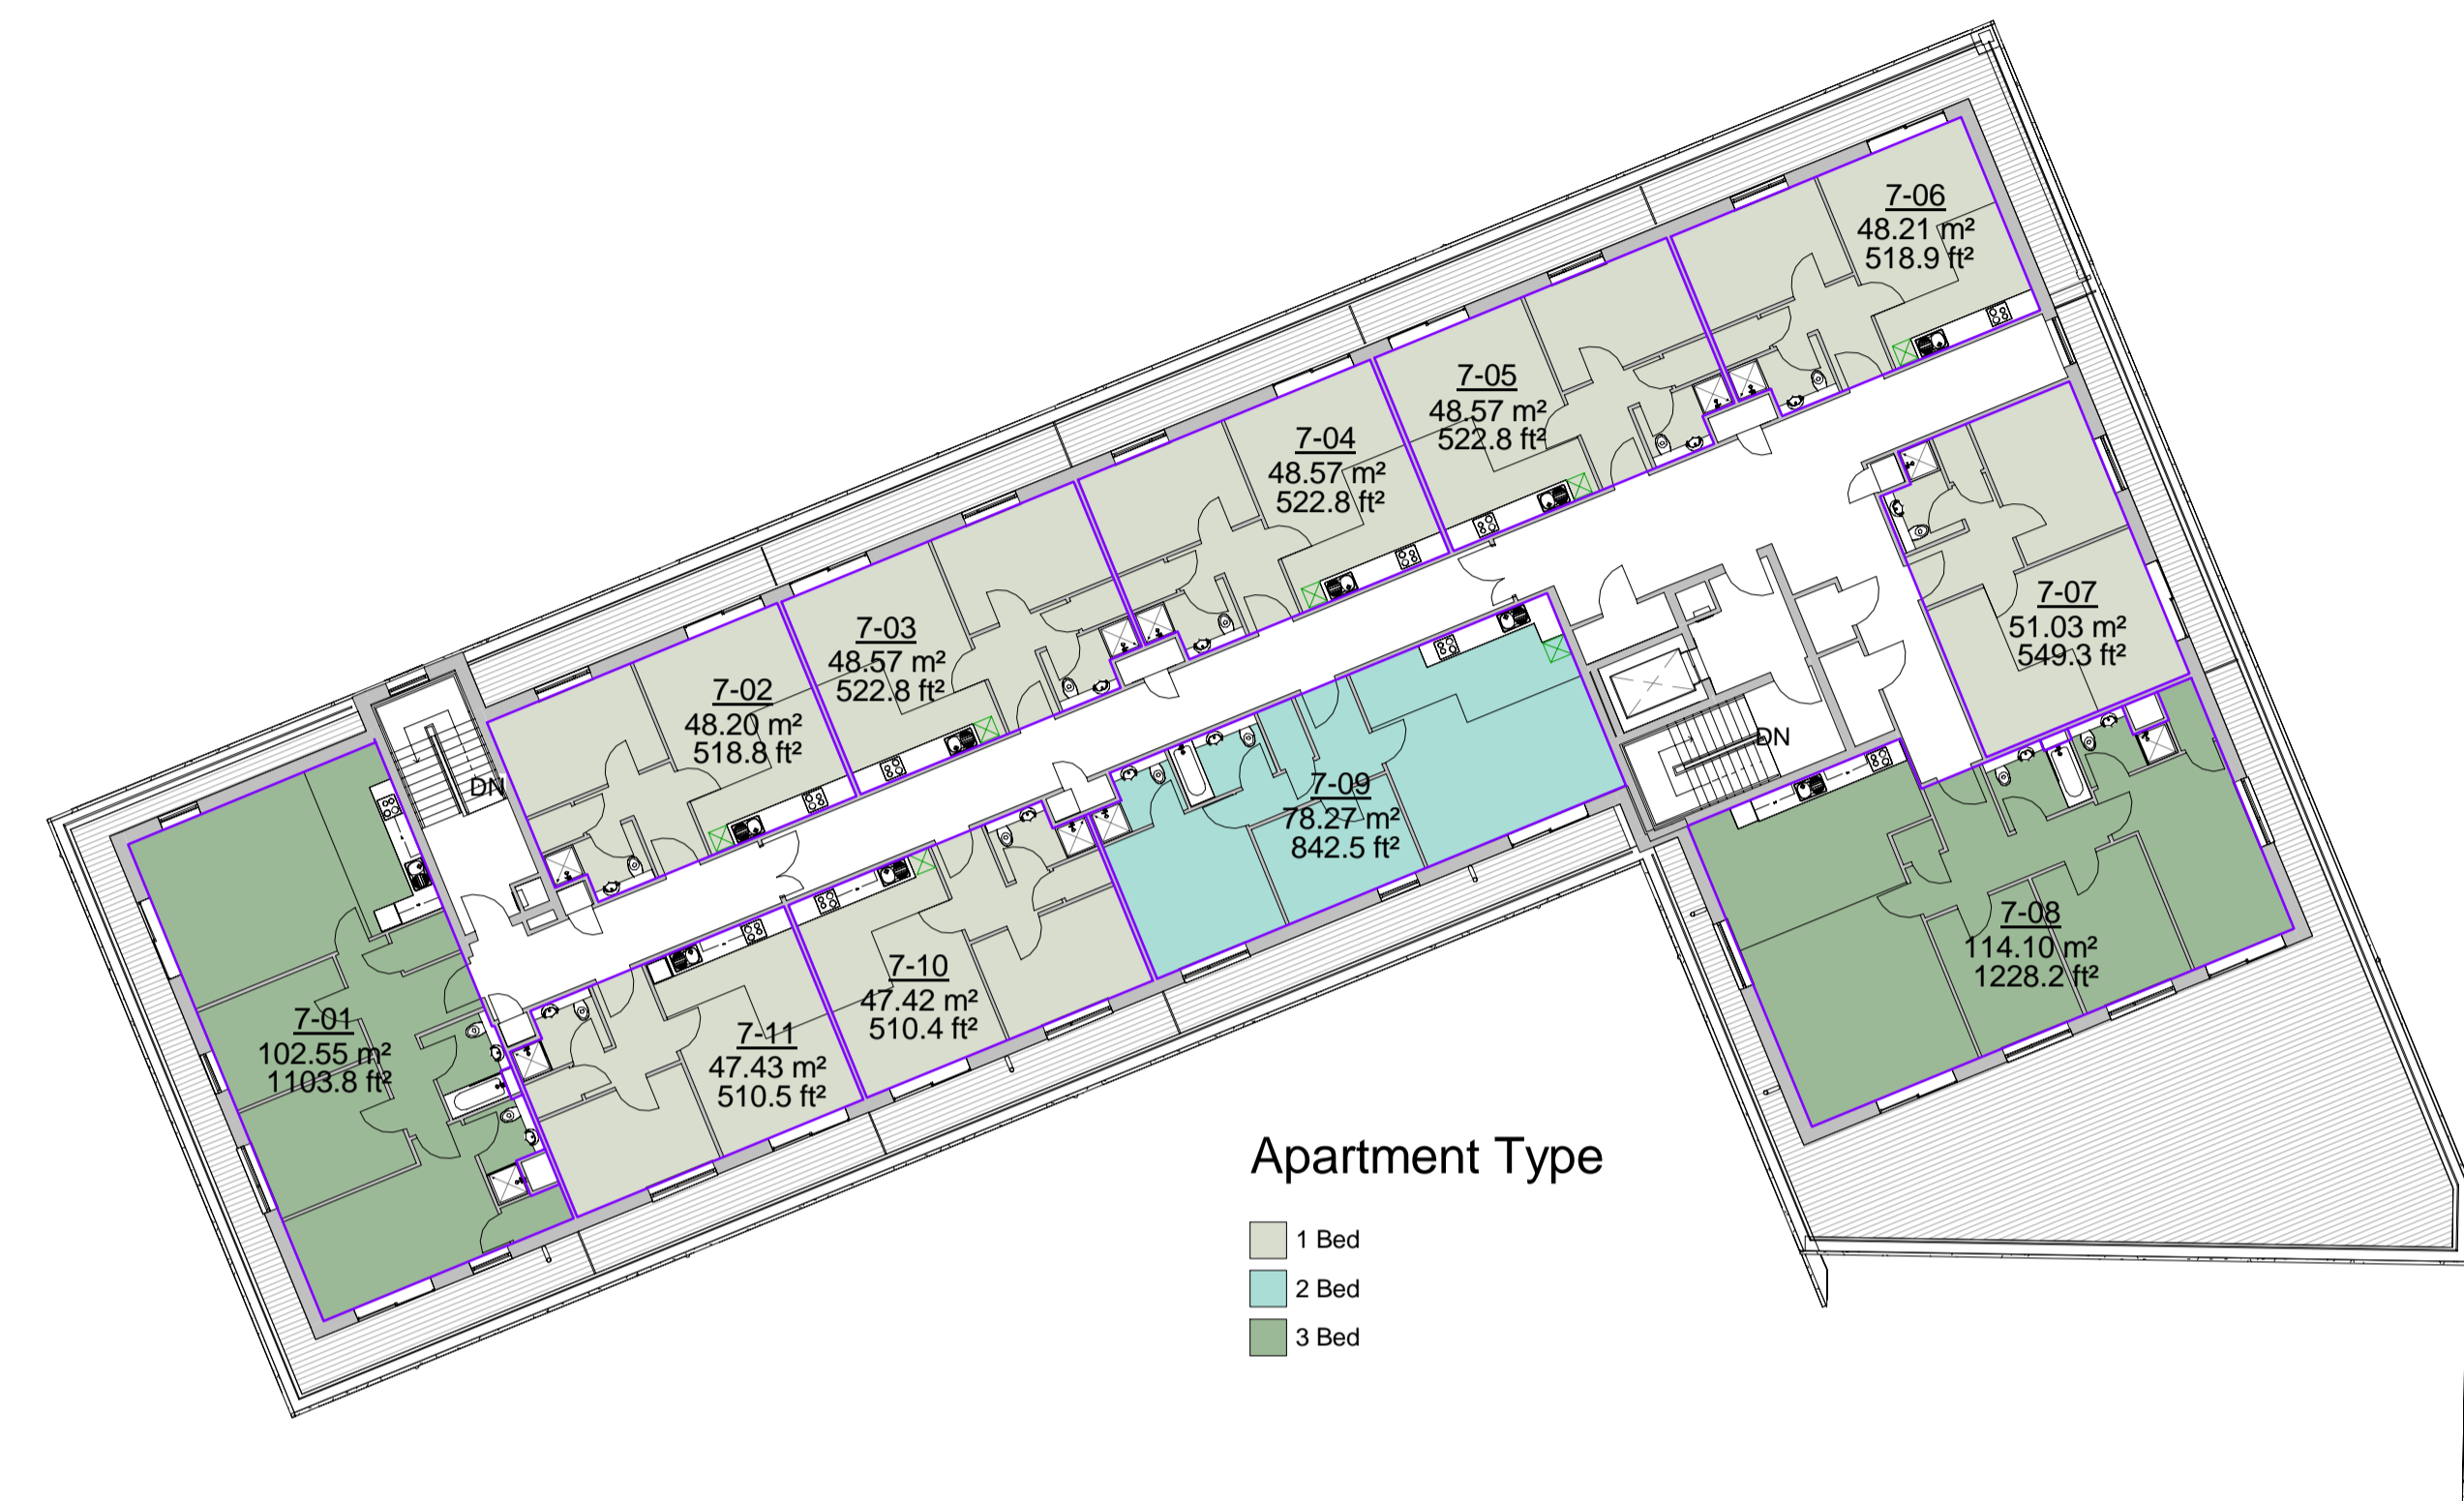 7-06
48.21 m²
518.9 ft²
7-05
48.57 m²
522.8 ft²
7-04
48.57 m²
522.8 ft²
7-07
51.03 m²
549.3 ft²
7-03
48.57 m²
522.8 ft²
7-02
48.20 m²
518.8 ft²
DN
DN
7-09
78.27 m²
842.5 ft²
7-08
114.10 m²
1228.2 ft²
7-10
47.42 m²
510.4 ft²
7-01
102.55 m²
1103.8 ft²
7-11
47.43 m²
510.5 ft²
Apartment Type
1 Bed
2 Bed
3 Bed